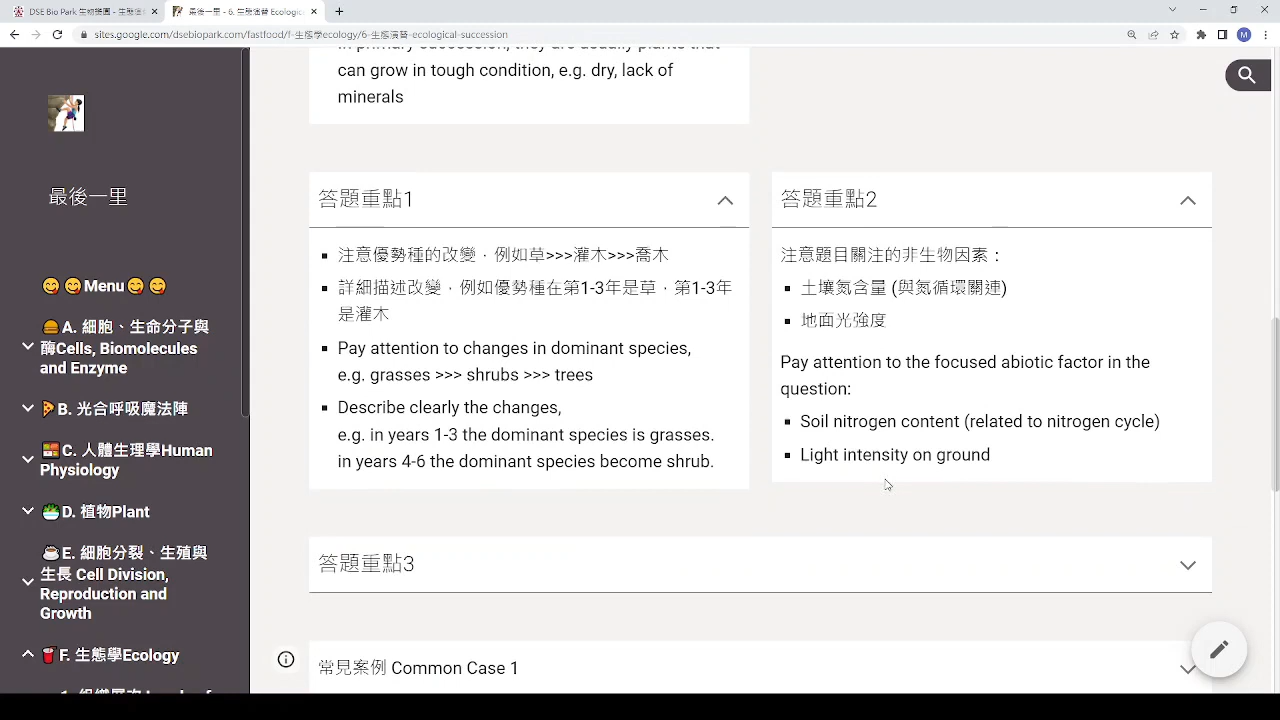 DSE Bio Park 生物樂園 - 生態演
最後一里 - 6. 生態演替 Ecologic
sites.google.com/dsebiopark.com/fastfood/f-生態學ecology/6-生態演替-ecological-succession
M
最後一里
Menu
A. 細胞、生命分子與
酶Cells, Biomolecules
and Enzyme
B. 光合呼吸魔法陣
C. 人體生理學Human
Physiology
D. 植物Plant
E. 細胞分裂、生殖與
生長 Cell Division,
Reproduction and
Growth
F. 生態學Ecology
in primary succession, they are usually plants that
can grow in tough condition, e.g. dry, lack of
minerals
答題重點1
注意優勢種的改變，例如草>>>灌木>>>喬木
詳細描述改變，例如優勢種在第1-3年是草，第1-3年
是灌木
Pay attention to changes in dominant species,
e.g. grasses >>> shrubs >>> trees
Describe clearly the changes,
e.g. in years 1-3 the dominant species is grasses.
in years 4-6 the dominant species become shrub.
答題重點2
注意題目關注的非生物因素：
土壤氮含量 (與氮循環關連)
地面光強度
Pay attention to the focused abiotic factor in the
question:
Soil nitrogen content (related to nitrogen cycle)
Light intensity on ground
答題重點3
常見案例 Common Case 1